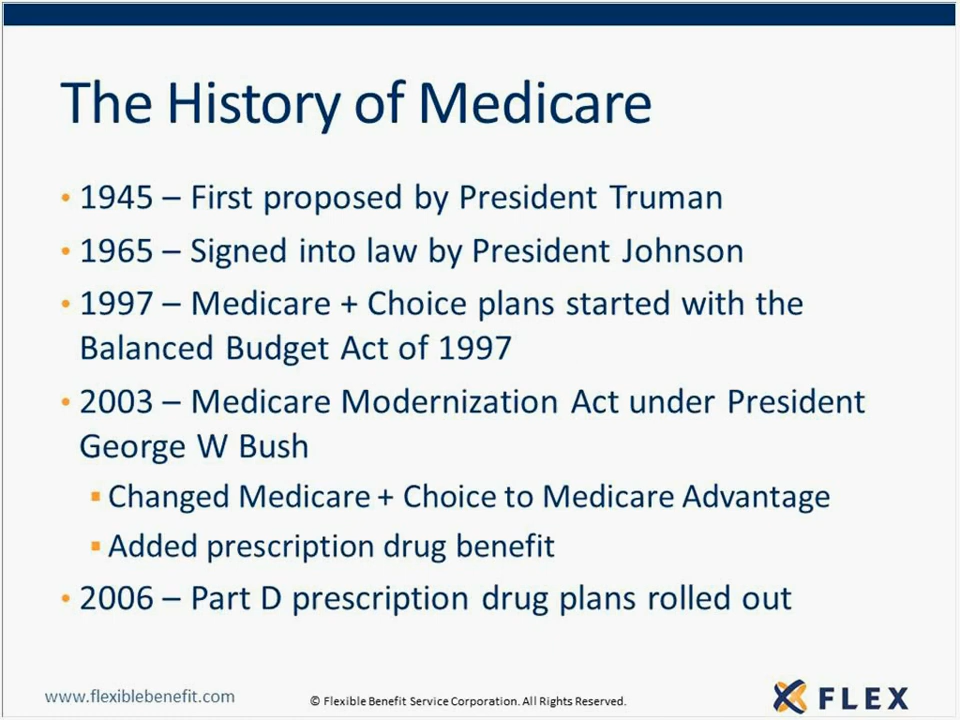 The History of Medicare
• 1945 – First proposed by President Truman
• 1965 – Signed into law by President Johnson
• 1997 – Medicare + Choice plans started with the
Balanced Budget Act of 1997
• 2003 – Medicare Modernization Act under President
George W Bush
▪ Changed Medicare + Choice to Medicare Advantage
▪ Added prescription drug benefit
• 2006 – Part D prescription drug plans rolled out
www.flexiblebenefit.com
© Flexible Benefit Service Corporation. All Rights Reserved.
FLEX